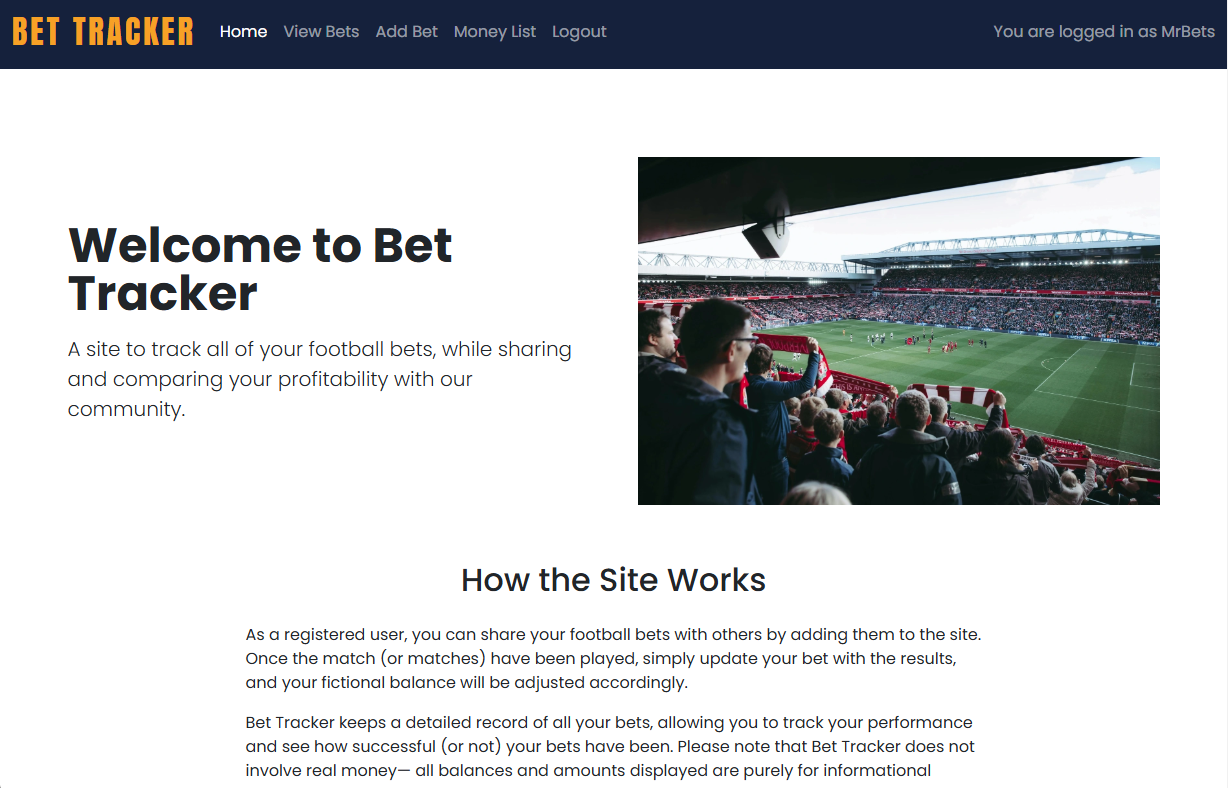 BET TRACKER Home View Bets Add Bet Money List Logout You are logged in as MrBets
Welcome to Bet
Tracker
A site to track all of your football bets, while sharing
and comparing your profitability with our
community.
How the Site Works
As a registered user, you can share your football bets with others by adding them to the site.
Once the match (or matches) have been played, simply update your bet with the results,
and your fictional balance will be adjusted accordingly.
Bet Tracker keeps a detailed record of all your bets, allowing you to track your performance
and see how successful (or not) your bets have been. Please note that Bet Tracker does not
involve real money— all balances and amounts displayed are purely for informational